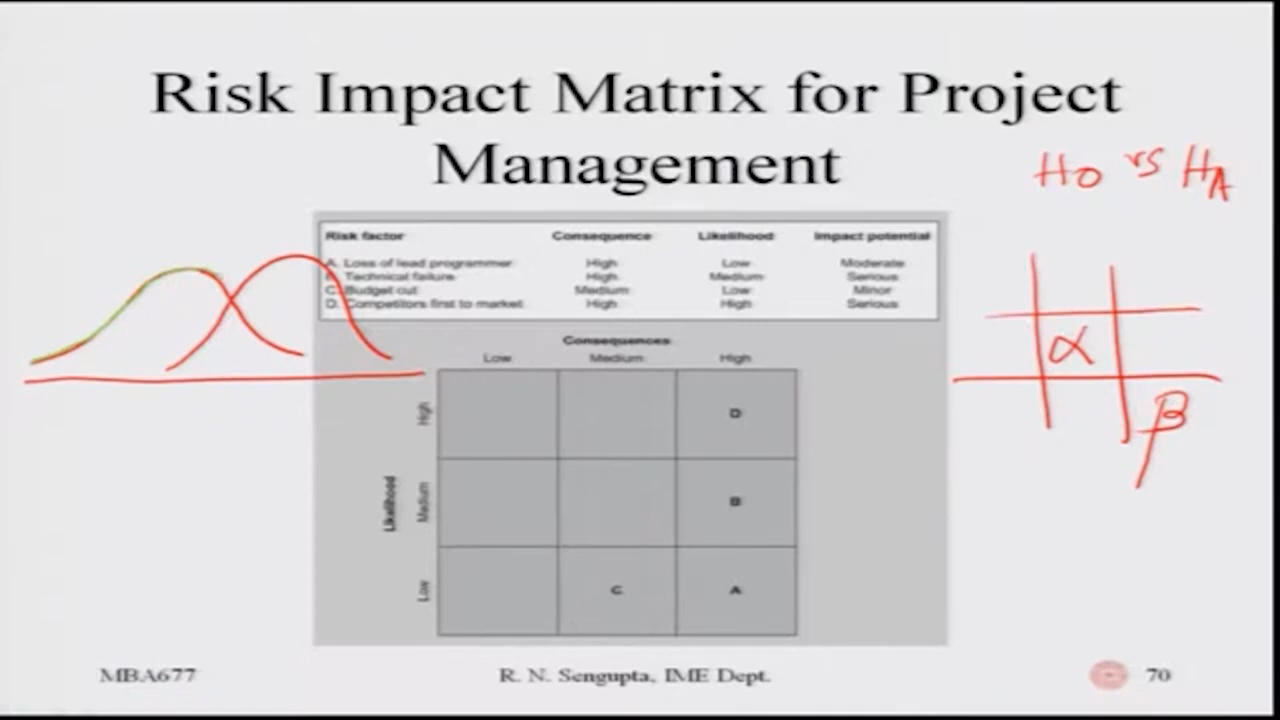 Risk Impact Matrix for Project
Management
H0 vs HA
Risk factor Consequence Likelihood Impact potential
A. Loss of lead programmer High Low Moderate
B. Technical failure High Medium Serious
C. Budget cut Medium Low Minor
D. Competitors first to market High High Serious
Consequences
Low Medium High
Likelihood
High D
Medium B
Low C A
α
β
MBA677 R. N. Sengupta, IME Dept. 70